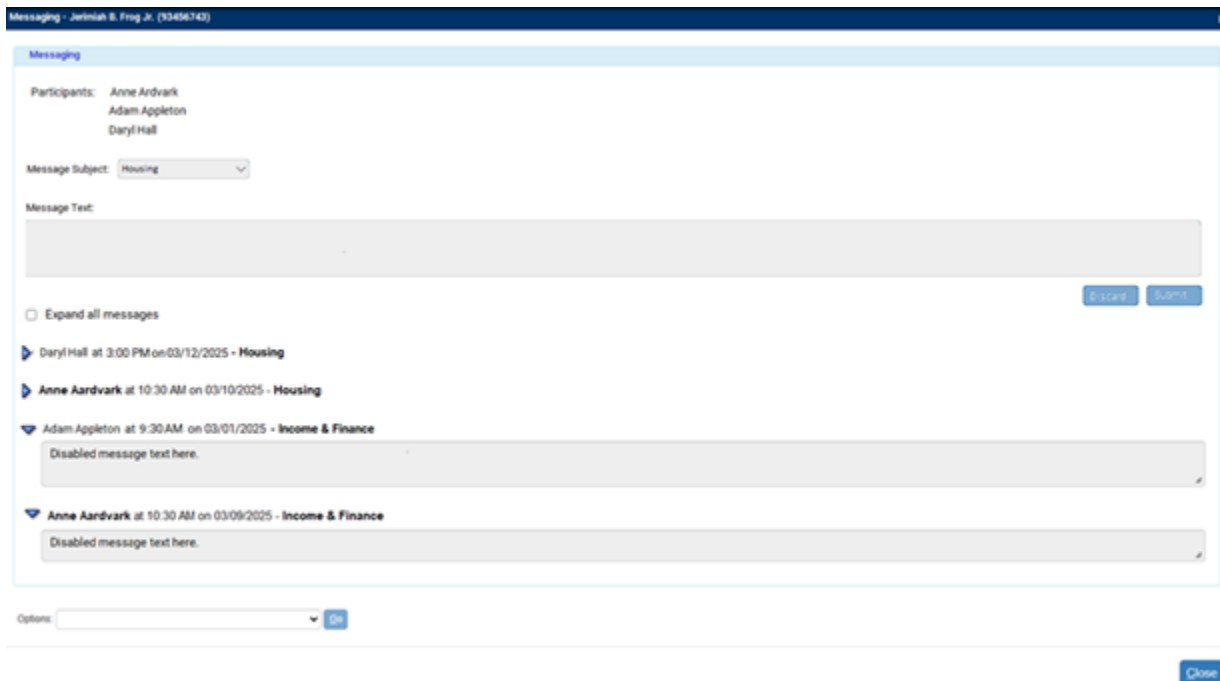 Messaging - Jerimiah B. Frog Jr. (93456743)
Messaging
Participants: Anne Ardvark
Adam Appleton
Daryl Hall
Message Subject: Housing
Message Text:
Discard Submit
Expand all messages
Daryl Hall at 3:00 PM on 03/12/2025 - Housing
Anne Aardvark at 10:30 AM on 03/10/2025 - Housing
Adam Appleton at 9:30 AM on 03/01/2025 - Income & Finance
Disabled message text here.
Anne Aardvark at 10:30 AM on 03/09/2025 - Income & Finance
Disabled message text here.
Options: Go
Close